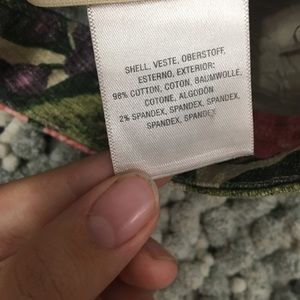 SHELL, VESTE, OBERSTOFF,
ESTERNO, EXTERIOR:
98% COTTON, COTON, BAUMWOLLE,
COTONE, ALGODÓN
2% SPANDEX, SPANDEX, SPANDEX,
SPANDEX, SPANDEX